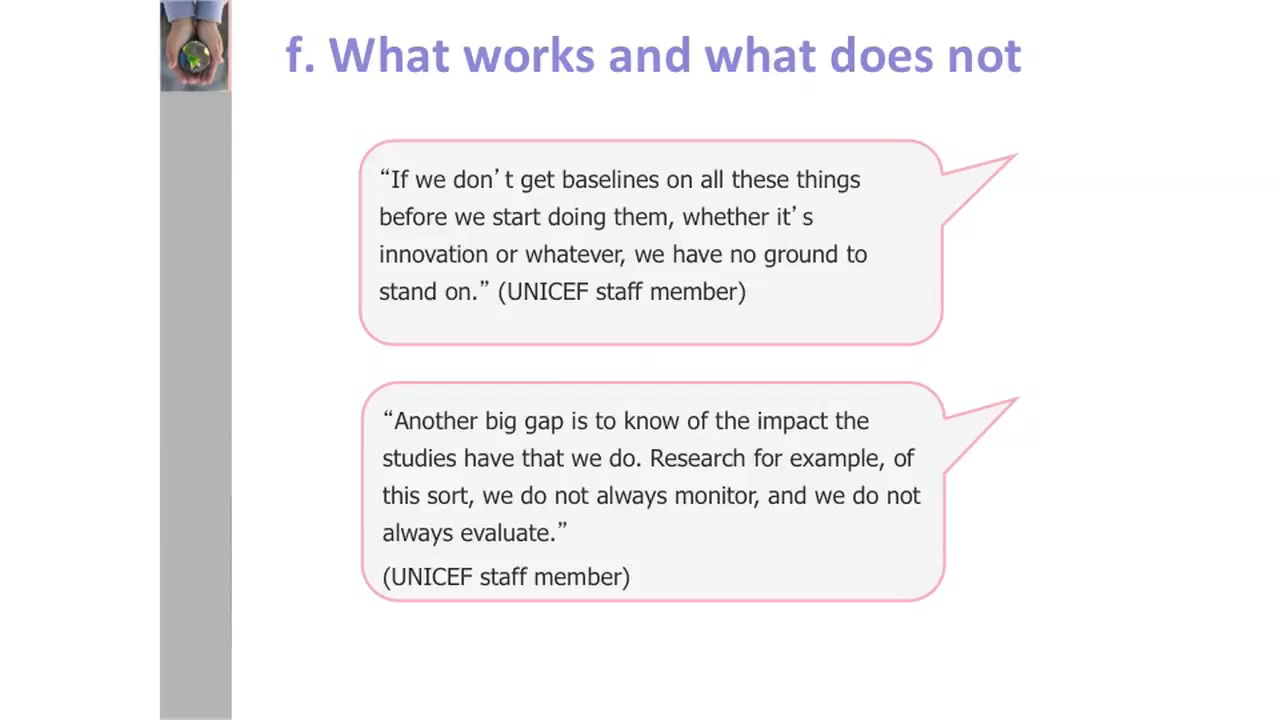 f. What works and what does not
“If we don’t get baselines on all these things
before we start doing them, whether it’s
innovation or whatever, we have no ground to
stand on.” (UNICEF staff member)
“Another big gap is to know of the impact the
studies have that we do. Research for example, of
this sort, we do not always monitor, and we do not
always evaluate.”
(UNICEF staff member)